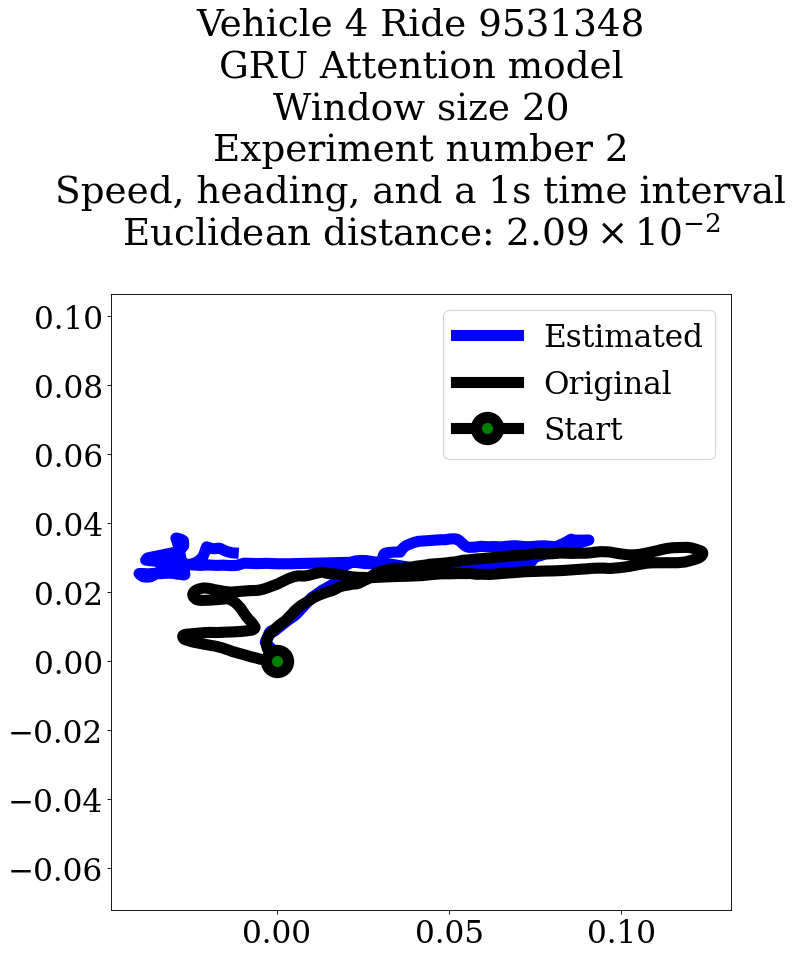 Vehicle 4 Ride 9531348
GRU Attention model
Window size 20
Experiment number 2
Speed, heading, and a 1s time interval
Euclidean distance: 2.09 × 10⁻²
Estimated
Original
Start
0.10
0.08
0.06
0.04
0.02
0.00
−0.02
−0.04
−0.06
0.00 0.05 0.10